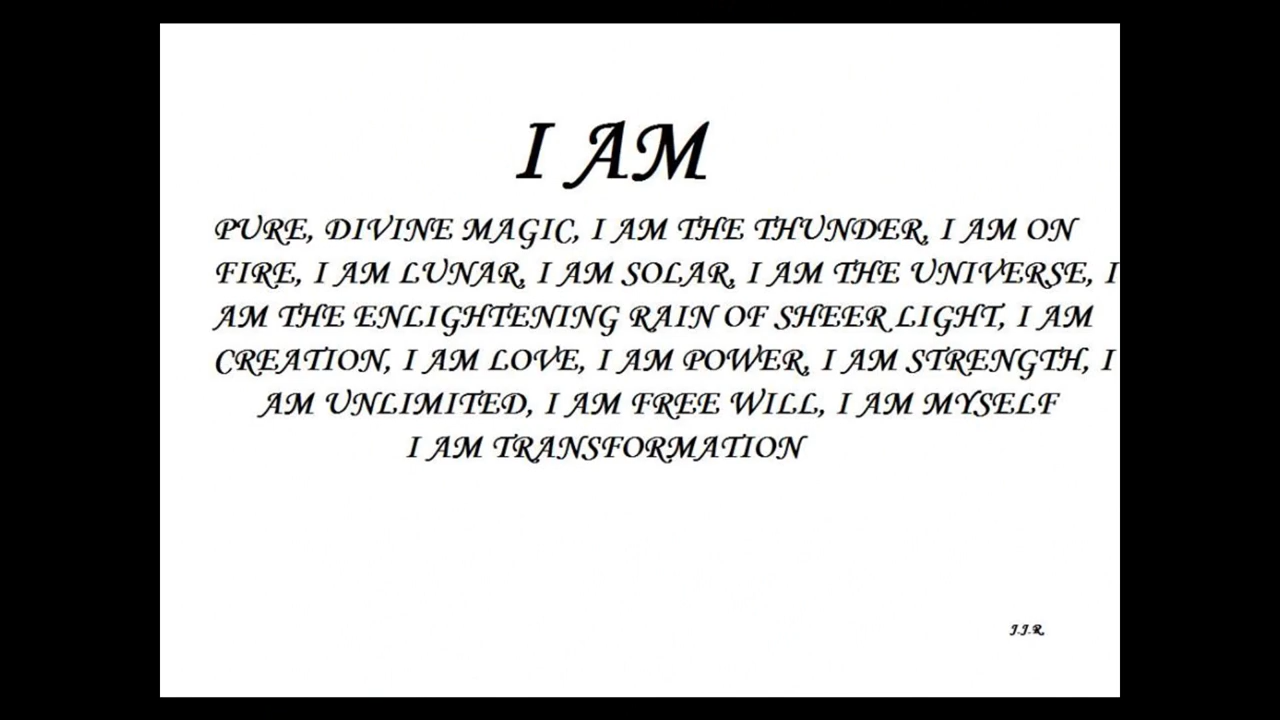 I AM
PURE, DIVINE MAGIC, I AM THE THUNDER, I AM ON
FIRE, I AM LUNAR, I AM SOLAR, I AM THE UNIVERSE, I
AM THE ENLIGHTENING RAIN OF SHEER LIGHT, I AM
CREATION, I AM LOVE, I AM POWER, I AM STRENGTH, I
AM UNLIMITED, I AM FREE WILL, I AM MYSELF
I AM TRANSFORMATION
J.J.R.